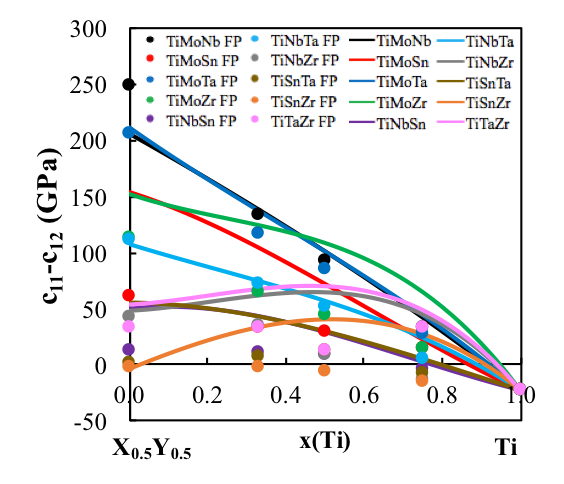 300
250
200
150
100
50
0
-50
c₁₁-c₁₂ (GPa)
TiMoNb FP TiNbTa FP TiMoNb TiNbTa
TiMoSn FP TiNbZr FP TiMoSn TiNbZr
TiMoTa FP TiSnTa FP TiMoTa TiSnTa
TiMoZr FP TiSnZr FP TiMoZr TiSnZr
TiNbSn FP TiTaZr FP TiNbSn TiTaZr
0.0 0.2 0.4 0.6 0.8 1.0
X₀.₅Y₀.₅ x(Ti) Ti